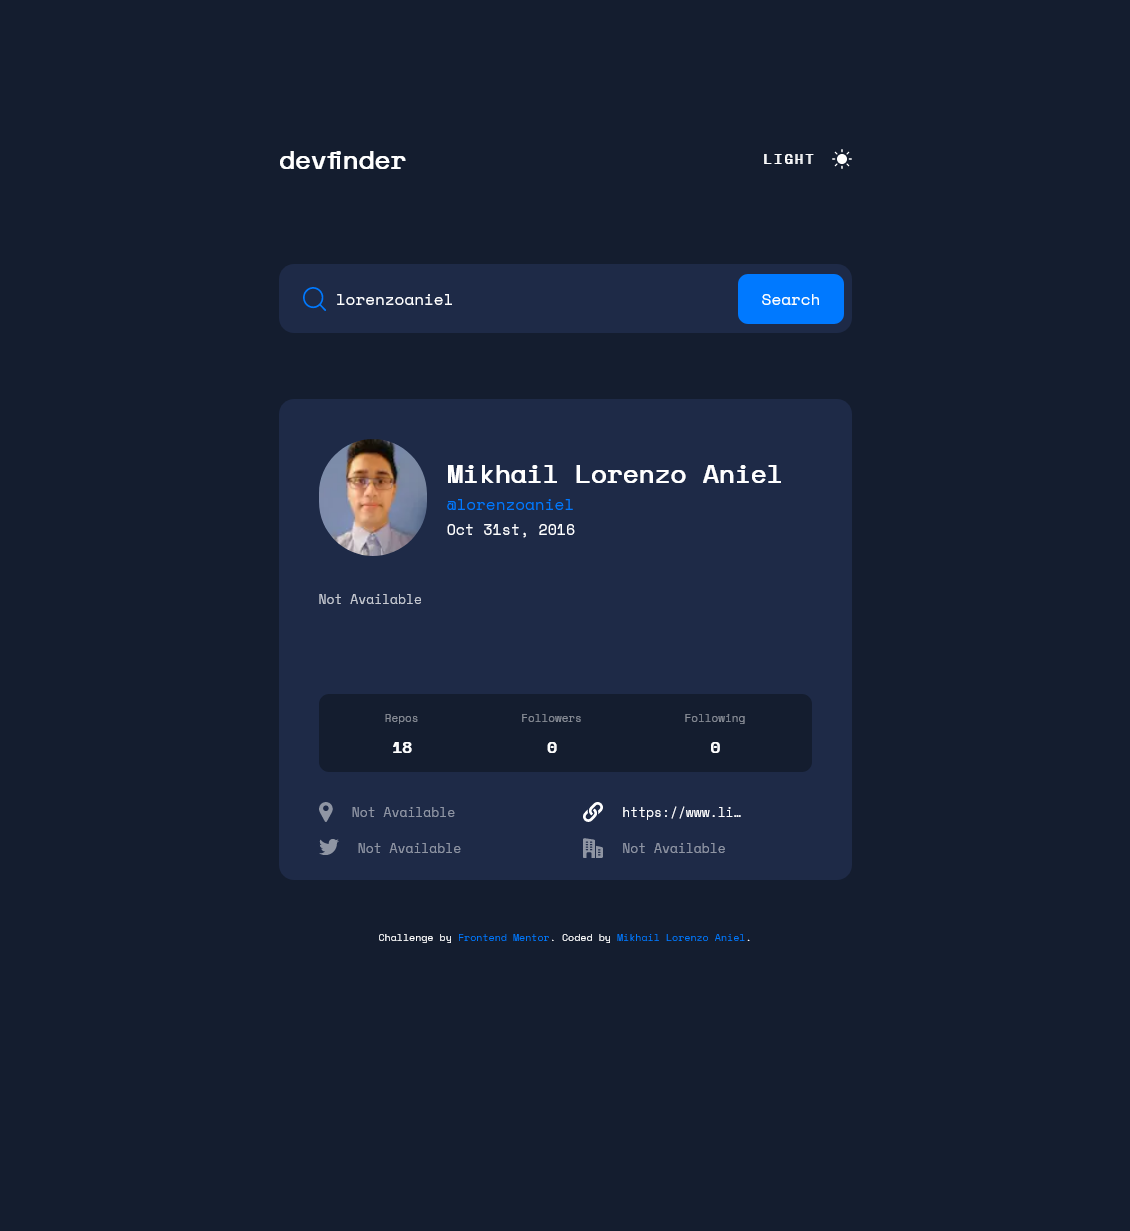 devfinder
LIGHT
lorenzoaniel
Search
Mikhail Lorenzo Aniel
@lorenzoaniel
Oct 31st, 2016
Not Available
Repos Followers Following
18 0 0
Not Available
https://www.li…
Not Available
Not Available
Challenge by Frontend Mentor. Coded by Mikhail Lorenzo Aniel.